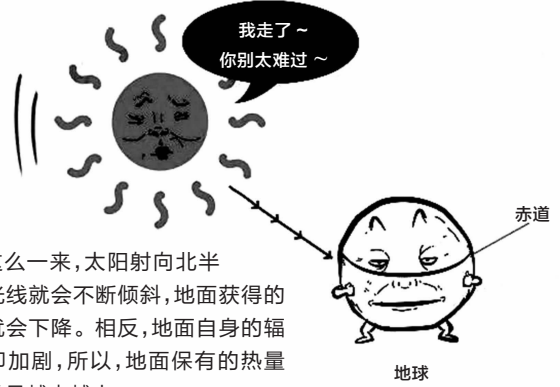 我走了~
你别太难过～
赤道
么一来,太阳射向北半
光线就会不断倾斜,地面获得的
就会下降。相反,地面自身的辐
加剧,所以,地面保有的热量
地球